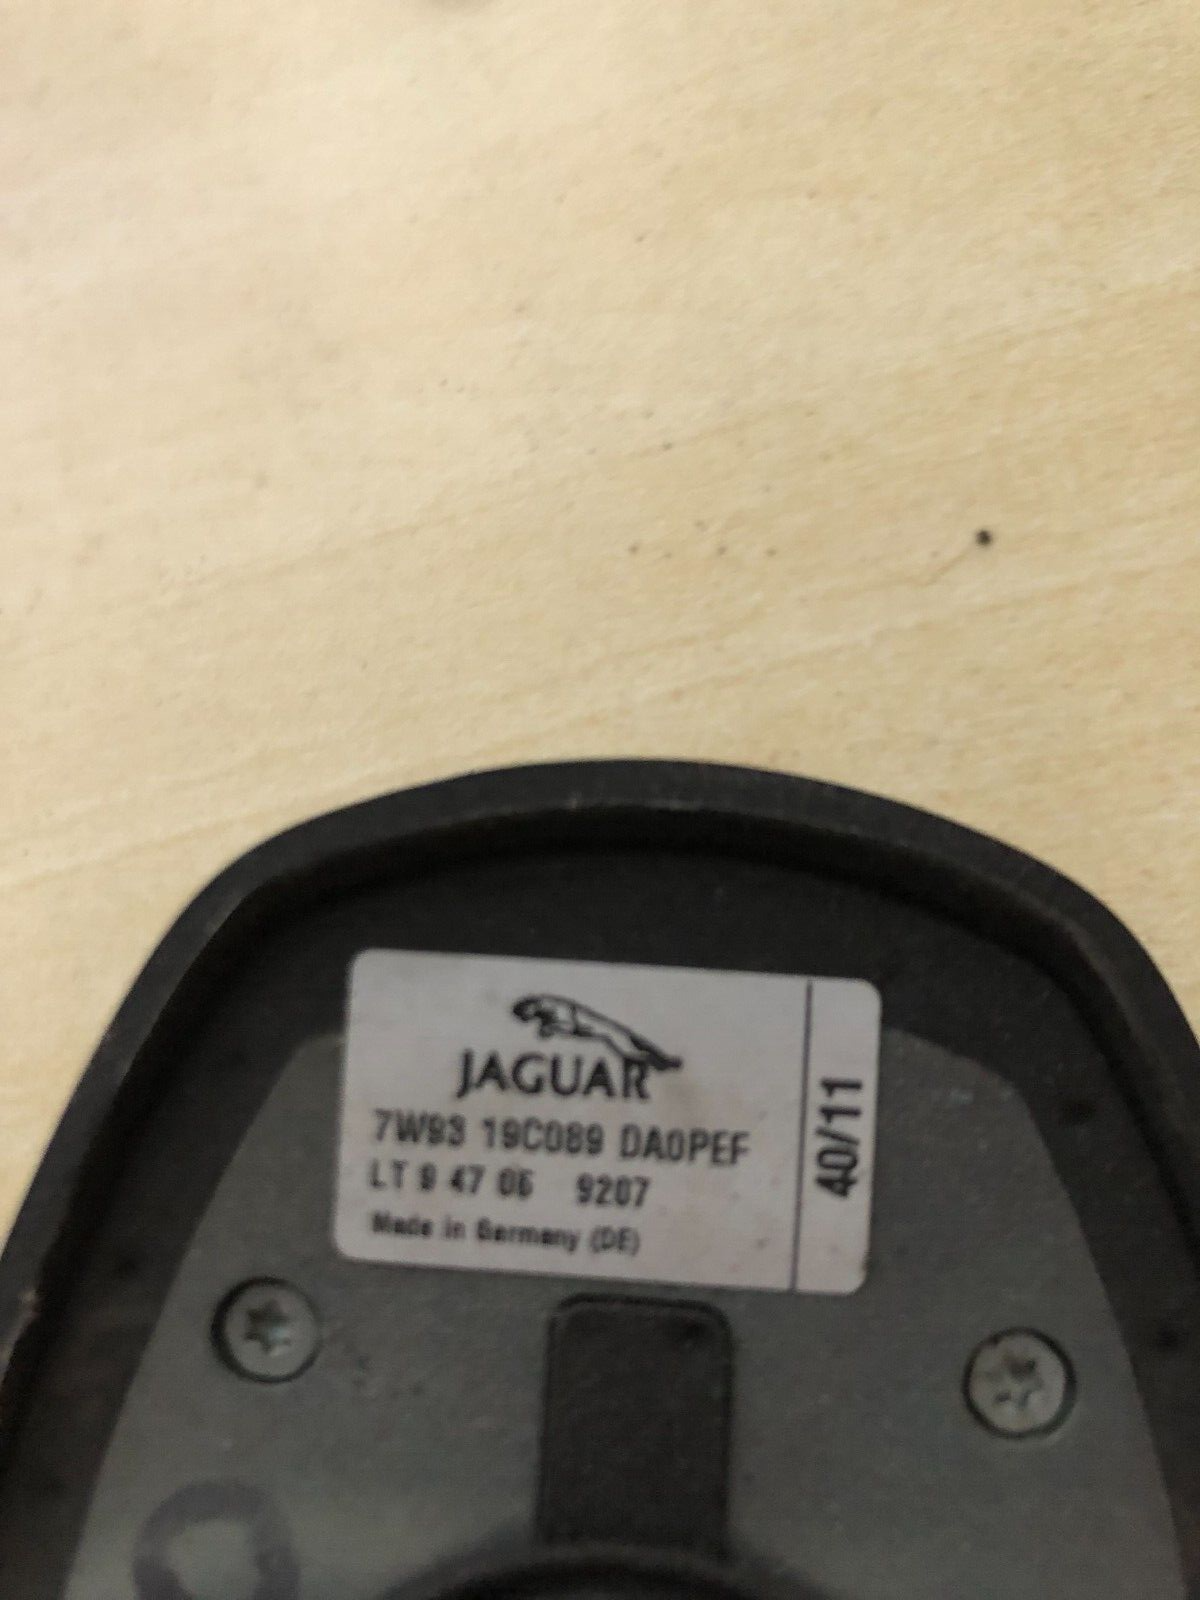 JAGUAR
7W93 19C089 DA0PEF
LT 9 47 06 9207
Made in Germany (DE)
40/11